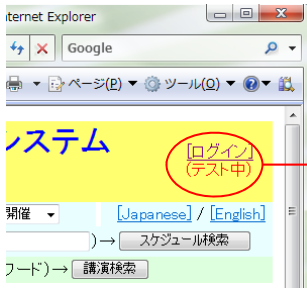 nternet Explorer
Google
ページ(P) ツール(O)
システム
[ログイン]
(テスト中)
開催 [Japanese] / [English]
) → スケジュール検索
フード) → 講演検索